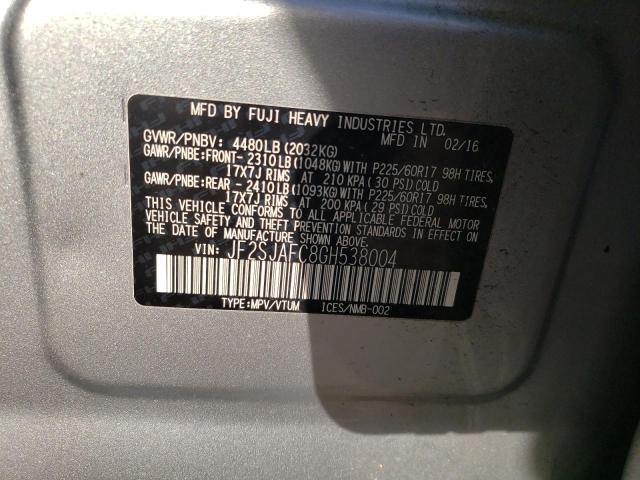 MFD BY FUJI HEAVY INDUSTRIES LTD.
GVWR/PNBV: 4480LB(2032KG) MFD IN 02/16
GAWR/PNBE:FRONT- 2310LB(1048KG)WITH P225/60R17 98H TIRES,
17X7J RIMS AT 210 KPA(30 PSI)COLD
GAWR/PNBE:REAR - 2410LB(1093KG)WITH P225/60R17 98H TIRES,
17X7J RIMS AT 200 KPA(29 PSI)COLD
THIS VEHICLE CONFORMS TO ALL APPLICABLE FEDERAL MOTOR
VEHICLE SAFETY AND THEFT PREVENTION STANDARDS IN EFFECT ON
THE DATE OF MANUFACTURE SHOWN ABOVE.
VIN: JF2SJAFC8GH538004
TYPE:MPV/VTUM ICES/NMB-002